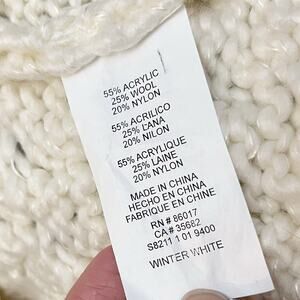 55% ACRYLIC
25% WOOL
20% NYLON
55% ACRILICO
25% LANA
20% NILON
55% ACRYLIQUE
25% LAINE
20% NYLON
MADE IN CHINA
HECHO EN CHINA
FABRIQUE EN CHINE
RN # 86017
CA # 35682
S8211 1 01 9400
WINTER WHITE